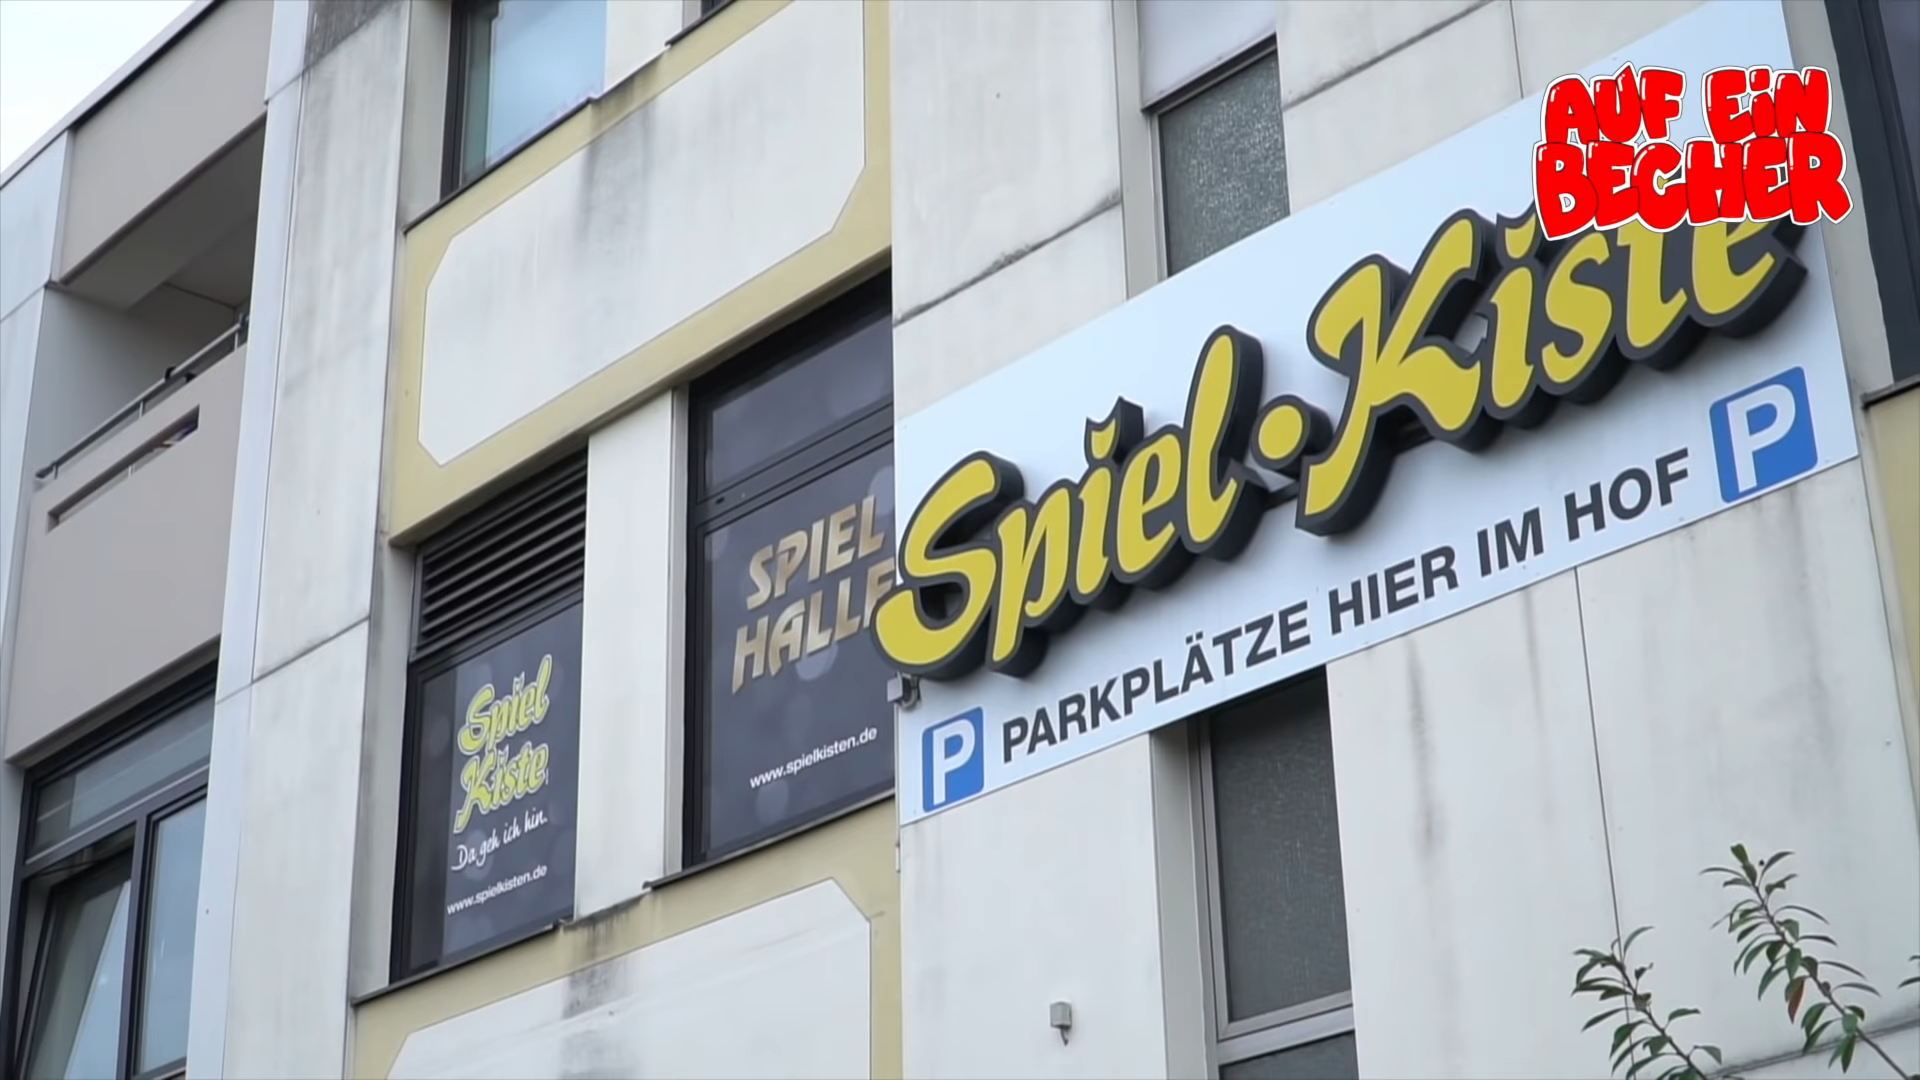 AUF EIN
BECHER
Spiel·Kiste
P PARKPLÄTZE HIER IM HOF P
SPIEL
HALLE
www.spielkisten.de
Spiel
Kiste
Da geh ich hin.
www.spielkisten.de